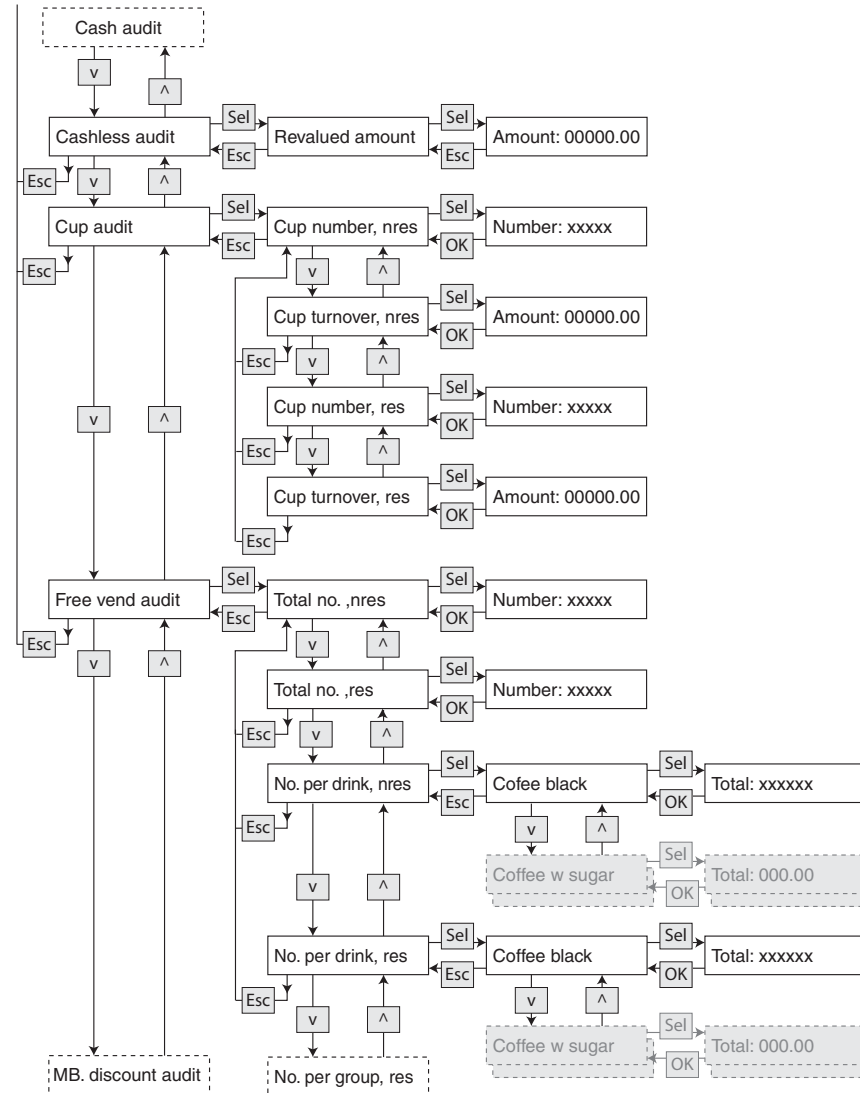 Cash audit
v
^
Sel
Sel
Cashless audit
Revalued amount
Amount: 00000.00
Esc
Esc
Esc
v
^
Sel
Sel
Cup audit
Cup number, nres
Number: xxxxx
Esc
OK
Esc
v
^
Sel
Cup turnover, nres
Amount: 00000.00
OK
Esc
v
^
Sel
v
^
Cup number, res
Number: xxxxx
OK
Esc
v
^
Sel
Cup turnover, res
Amount: 00000.00
OK
Esc
Sel
Sel
Free vend audit
Total no. ,nres
Number: xxxxx
Esc
OK
Esc
v
^
v
^
Sel
Total no. ,res
Number: xxxxx
OK
Esc
v
^
Sel
Sel
No. per drink, nres
Cofee black
Total: xxxxxx
Esc
OK
Esc
v
^
Sel
Coffee w sugar
Total: 000.00
OK
v
^
Sel
Sel
No. per drink, res
Coffee black
Total: xxxxxx
Esc
OK
Esc
v
^
v
^
Sel
Coffee w sugar
Total: 000.00
OK
MB. discount audit
No. per group, res